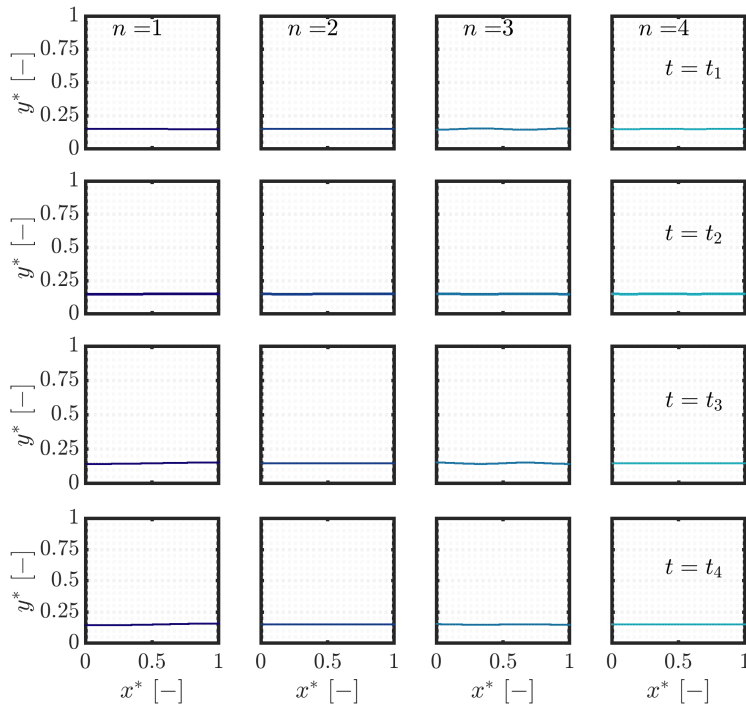 n =1
n =2
n =3
n =4
1
0.75
0.5
0.25
0
y* [−]
t = t₁
1
0.75
0.5
0.25
0
y* [−]
t = t₂
1
0.75
0.5
0.25
0
y* [−]
t = t₃
1
0.75
0.5
0.25
0
y* [−]
t = t₄
0 0.5 1
0 0.5 1
0 0.5 1
0 0.5 1
x* [−]
x* [−]
x* [−]
x* [−]